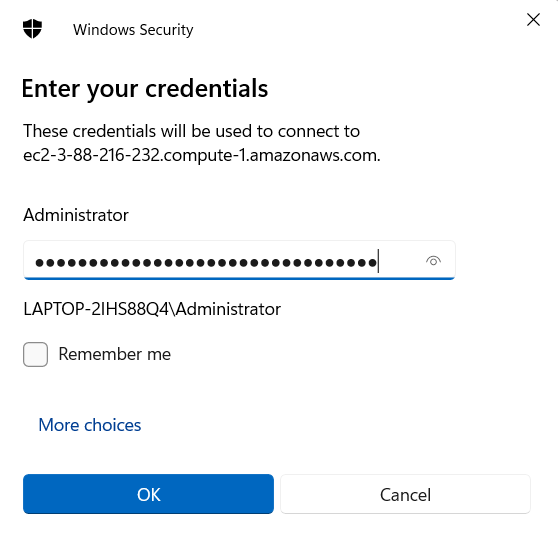 Windows Security
Enter your credentials
These credentials will be used to connect to
ec2-3-88-216-232.compute-1.amazonaws.com.
Administrator
••••••••••••••••••••••••••••••••
LAPTOP-2IHS88Q4\Administrator
Remember me
More choices
OK
Cancel